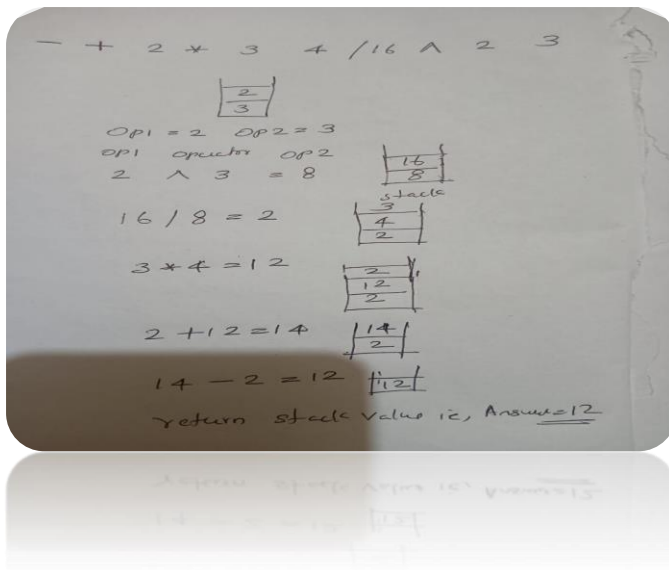 - + 2 * 3 4 / 16 ^ 2 3
2
3
OP1 = 2 OP2 = 3
OP1 operator OP2
2 ^ 3 = 8
16
8
stack
16 / 8 = 2
3
4
2
3 * 4 = 12
2
12
2
2 + 12 = 14
14
2
14 - 2 = 12
12
return stack value ie, Answer = 12